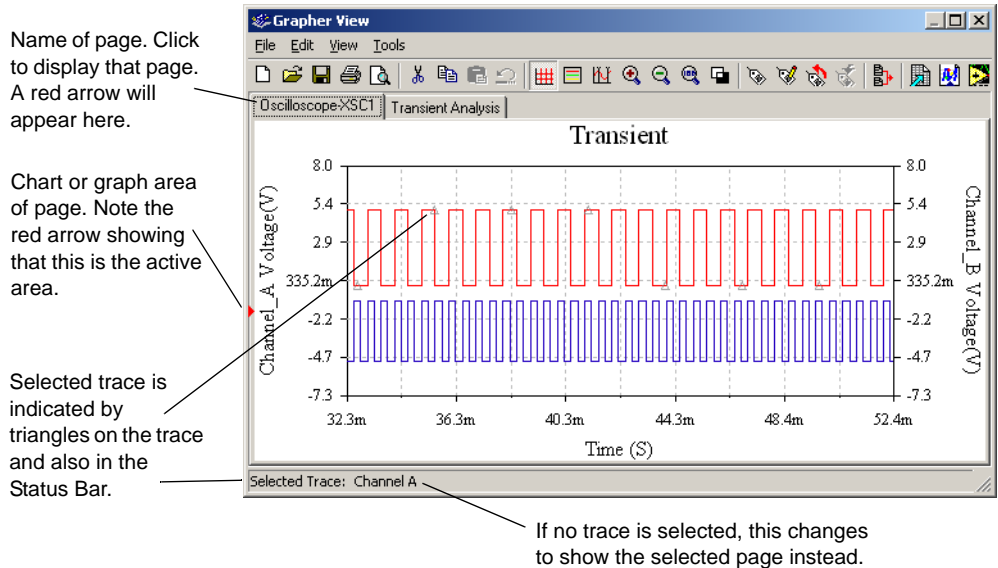 Name of page. Click
to display that page.
A red arrow will
appear here.
Chart or graph area
of page. Note the
red arrow showing
that this is the active
area.
Selected trace is
indicated by
triangles on the trace
and also in the
Status Bar.
Grapher View
File Edit View Tools
Oscilloscope-XSC1 Transient Analysis
Transient
Channel_A Voltage(V)
8.0
5.4
2.9
335.2m
-2.2
-4.7
-7.3
8.0
5.4
2.9
335.2m
-2.2
-4.7
-7.3
Channel_B Voltage(V)
32.3m 36.3m 40.3m 44.3m 48.4m 52.4m
Time (S)
Selected Trace: Channel A
If no trace is selected, this changes
to show the selected page instead.